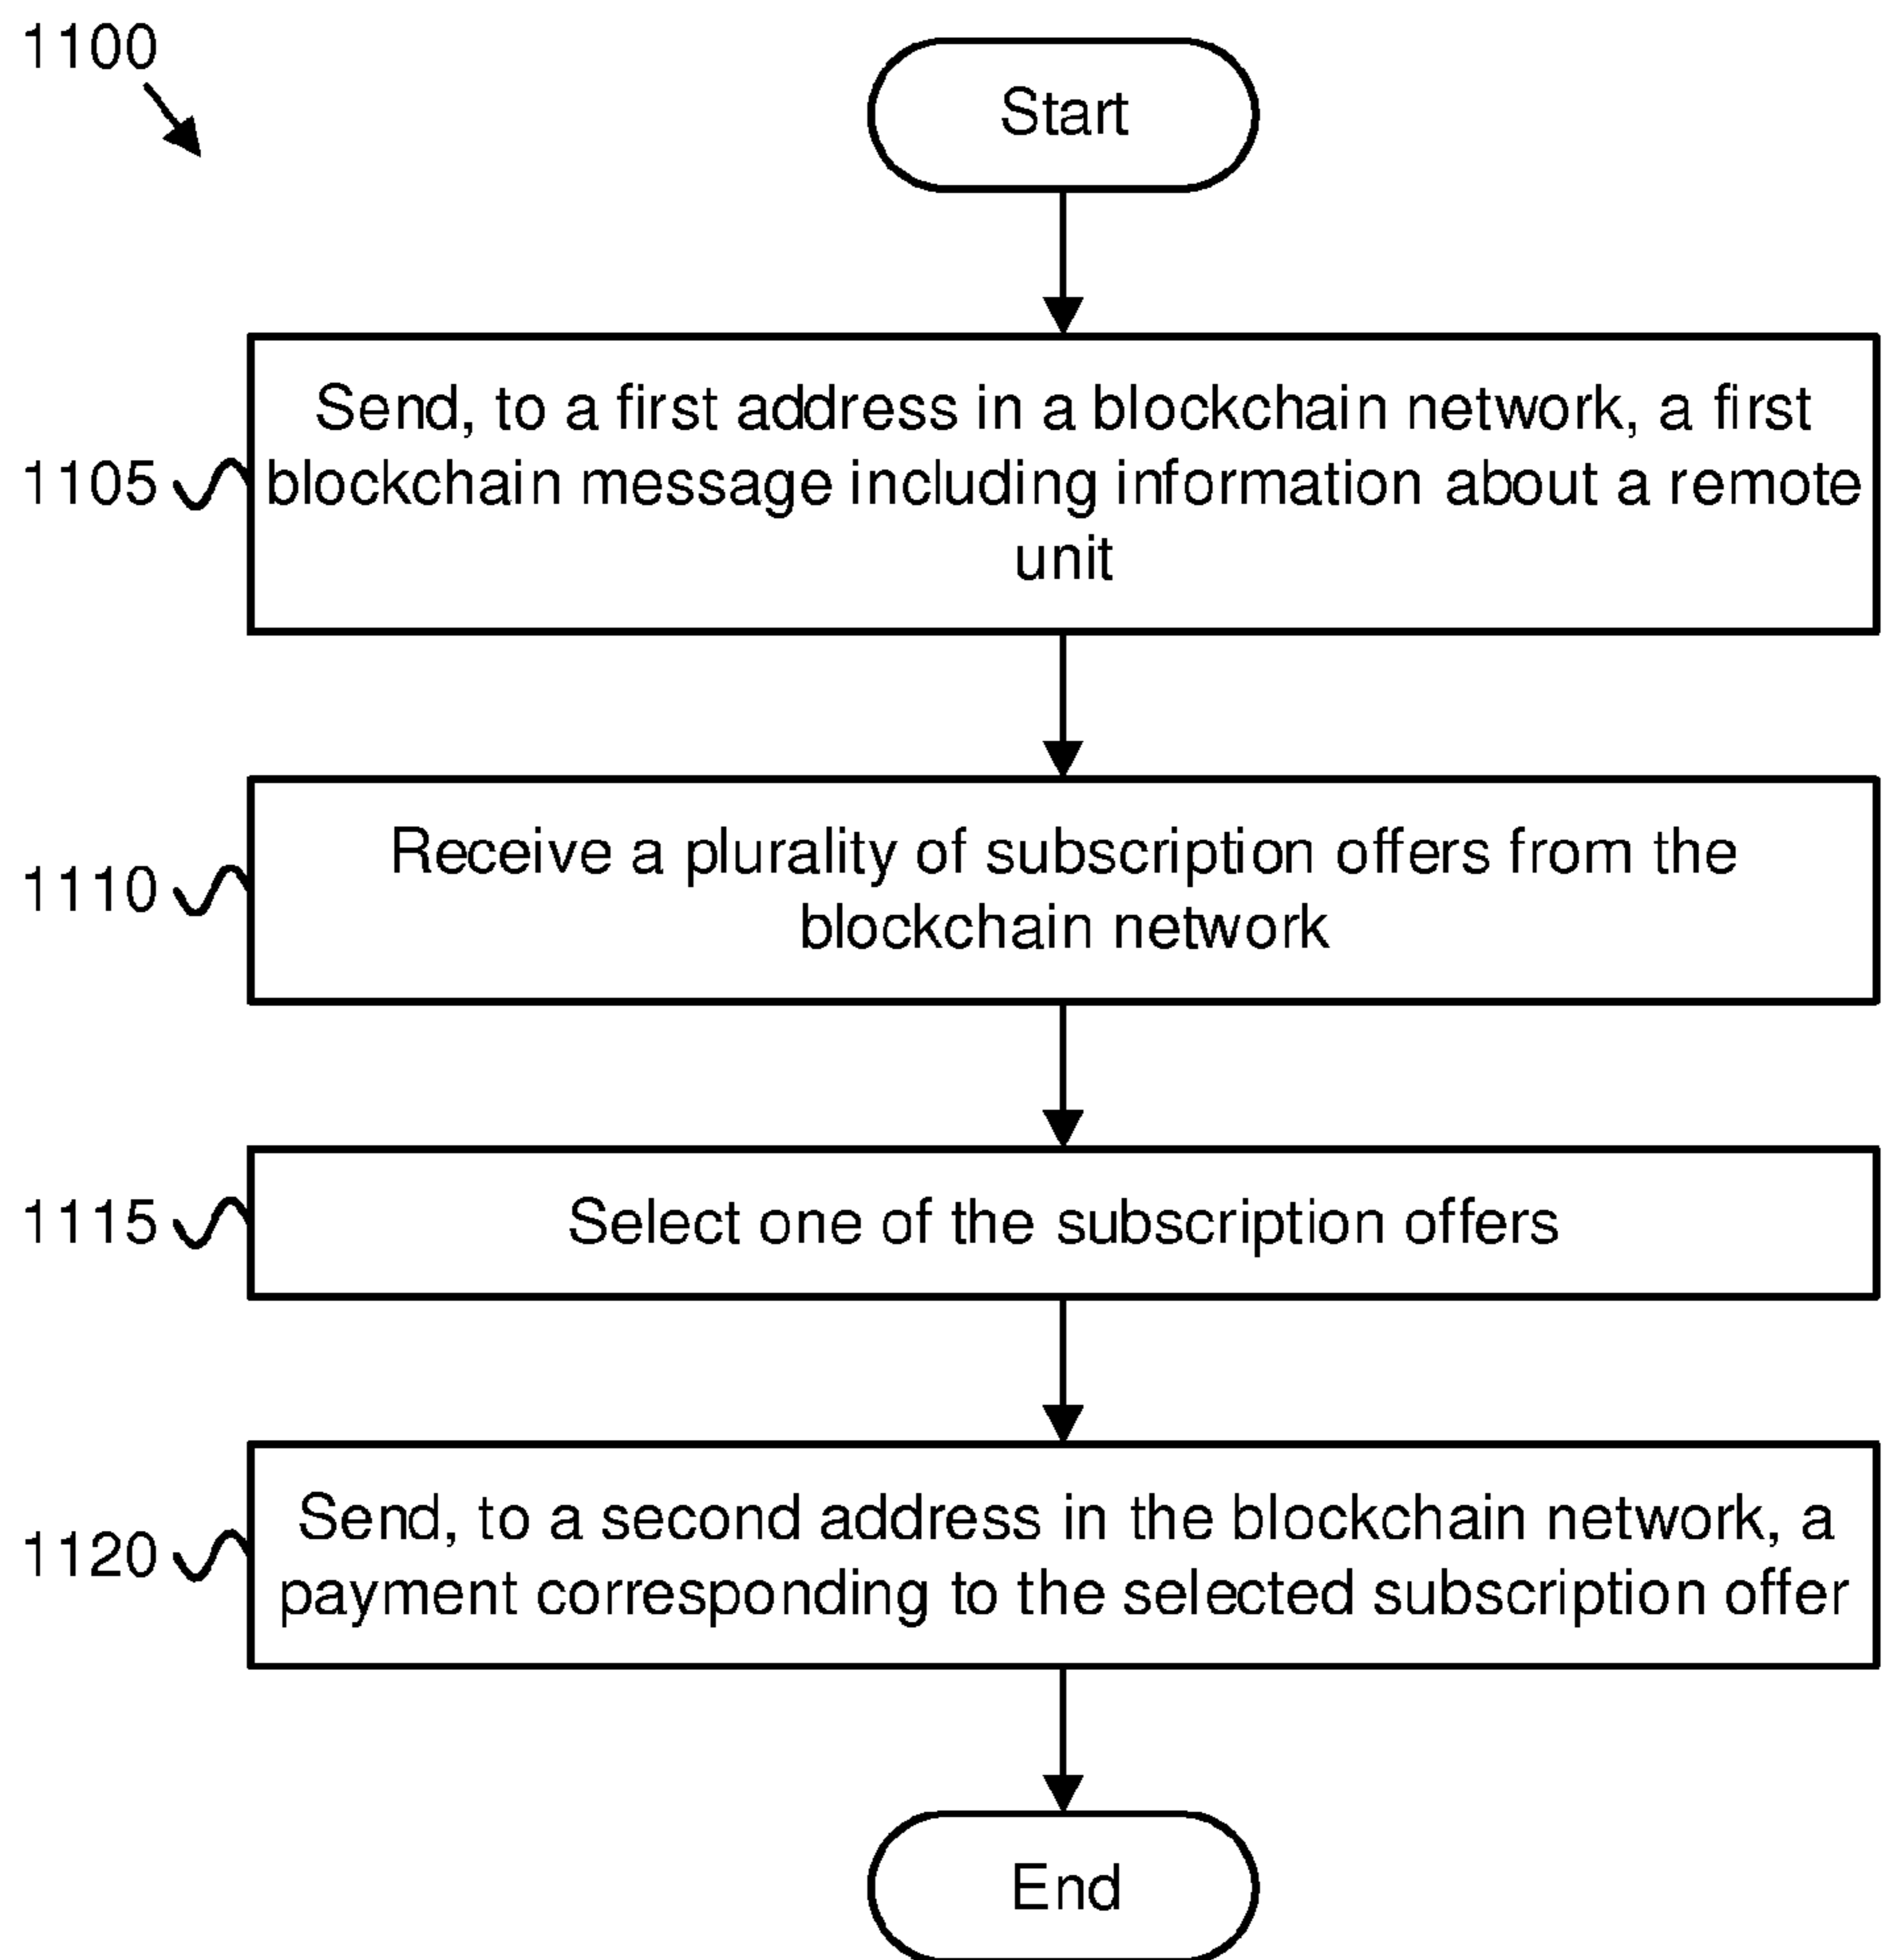 1100
Start
Send, to a first address in a blockchain network, a first
1105
blockchain message including information about a remote
unit
Receive a plurality of subscription offers from the
1110
blockchain network
1115
Select one of the subscription offers
Send, to a second address in the blockchain network, a
1120
payment corresponding to the selected subscription offer
End